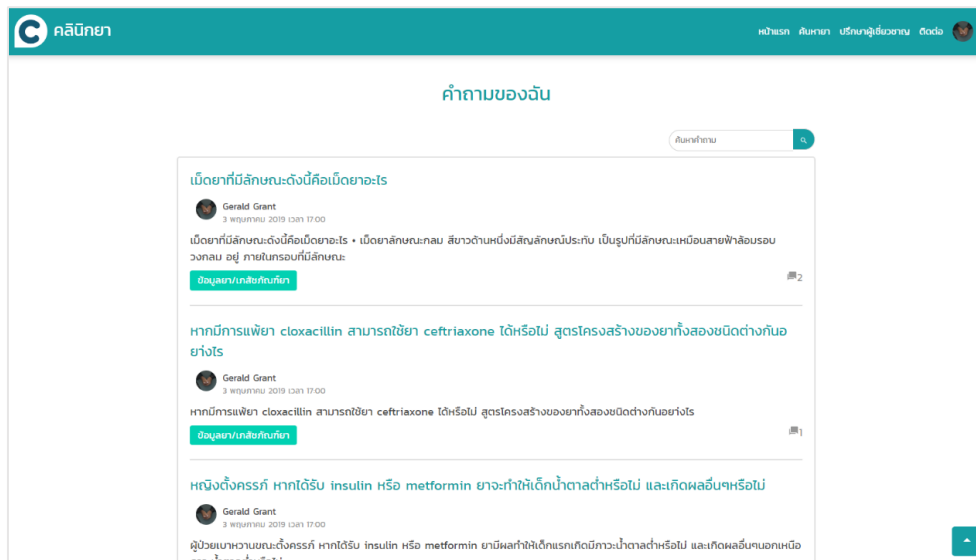 C คลินิกยา
หน้าแรก ค้นหายา ปรึกษาผู้เชี่ยวชาญ ติดต่อ
คำถามของฉัน
ค้นหาคำถาม
เม็ดยาที่มีลักษณะดังนี้คือเม็ดยาอะไร
Gerald Grant
3 พฤษภาคม 2019 เวลา 17:00
เม็ดยาที่มีลักษณะดังนี้คือเม็ดยาอะไร • เม็ดยาลักษณะกลม สีขาวด้านหนึ่งมีสัญลักษณ์ประทับ เป็นรูปที่มีลักษณะเหมือนสายฟ้าล้อมรอบ
วงกลม อยู่ ภายในกรอบที่มีลักษณะ
ข้อมูลยา/เภสัชภัณฑ์ยา
2
หากมีการแพ้ยา cloxacillin สามารถใช้ยา ceftriaxone ได้หรือไม่ สูตรโครงสร้างของยาทั้งสองชนิดต่างกันอ
ย่างไร
Gerald Grant
3 พฤษภาคม 2019 เวลา 17:00
หากมีการแพ้ยา cloxacillin สามารถใช้ยา ceftriaxone ได้หรือไม่ สูตรโครงสร้างของยาทั้งสองชนิดต่างกันอย่างไร
ข้อมูลยา/เภสัชภัณฑ์ยา
1
หญิงตั้งครรภ์ หากได้รับ insulin หรือ metformin ยาจะทำให้เด็กน้ำตาลต่ำหรือไม่ และเกิดผลอื่นๆหรือไม่
Gerald Grant
3 พฤษภาคม 2019 เวลา 17:00
ผู้ป่วยเบาหวานขณะตั้งครรภ์ หากได้รับ insulin หรือ metformin ยามีผลทำให้เด็กแรกเกิดมีภาวะน้ำตาลต่ำหรือไม่ และเกิดผลอื่นๆนอกเหนือ